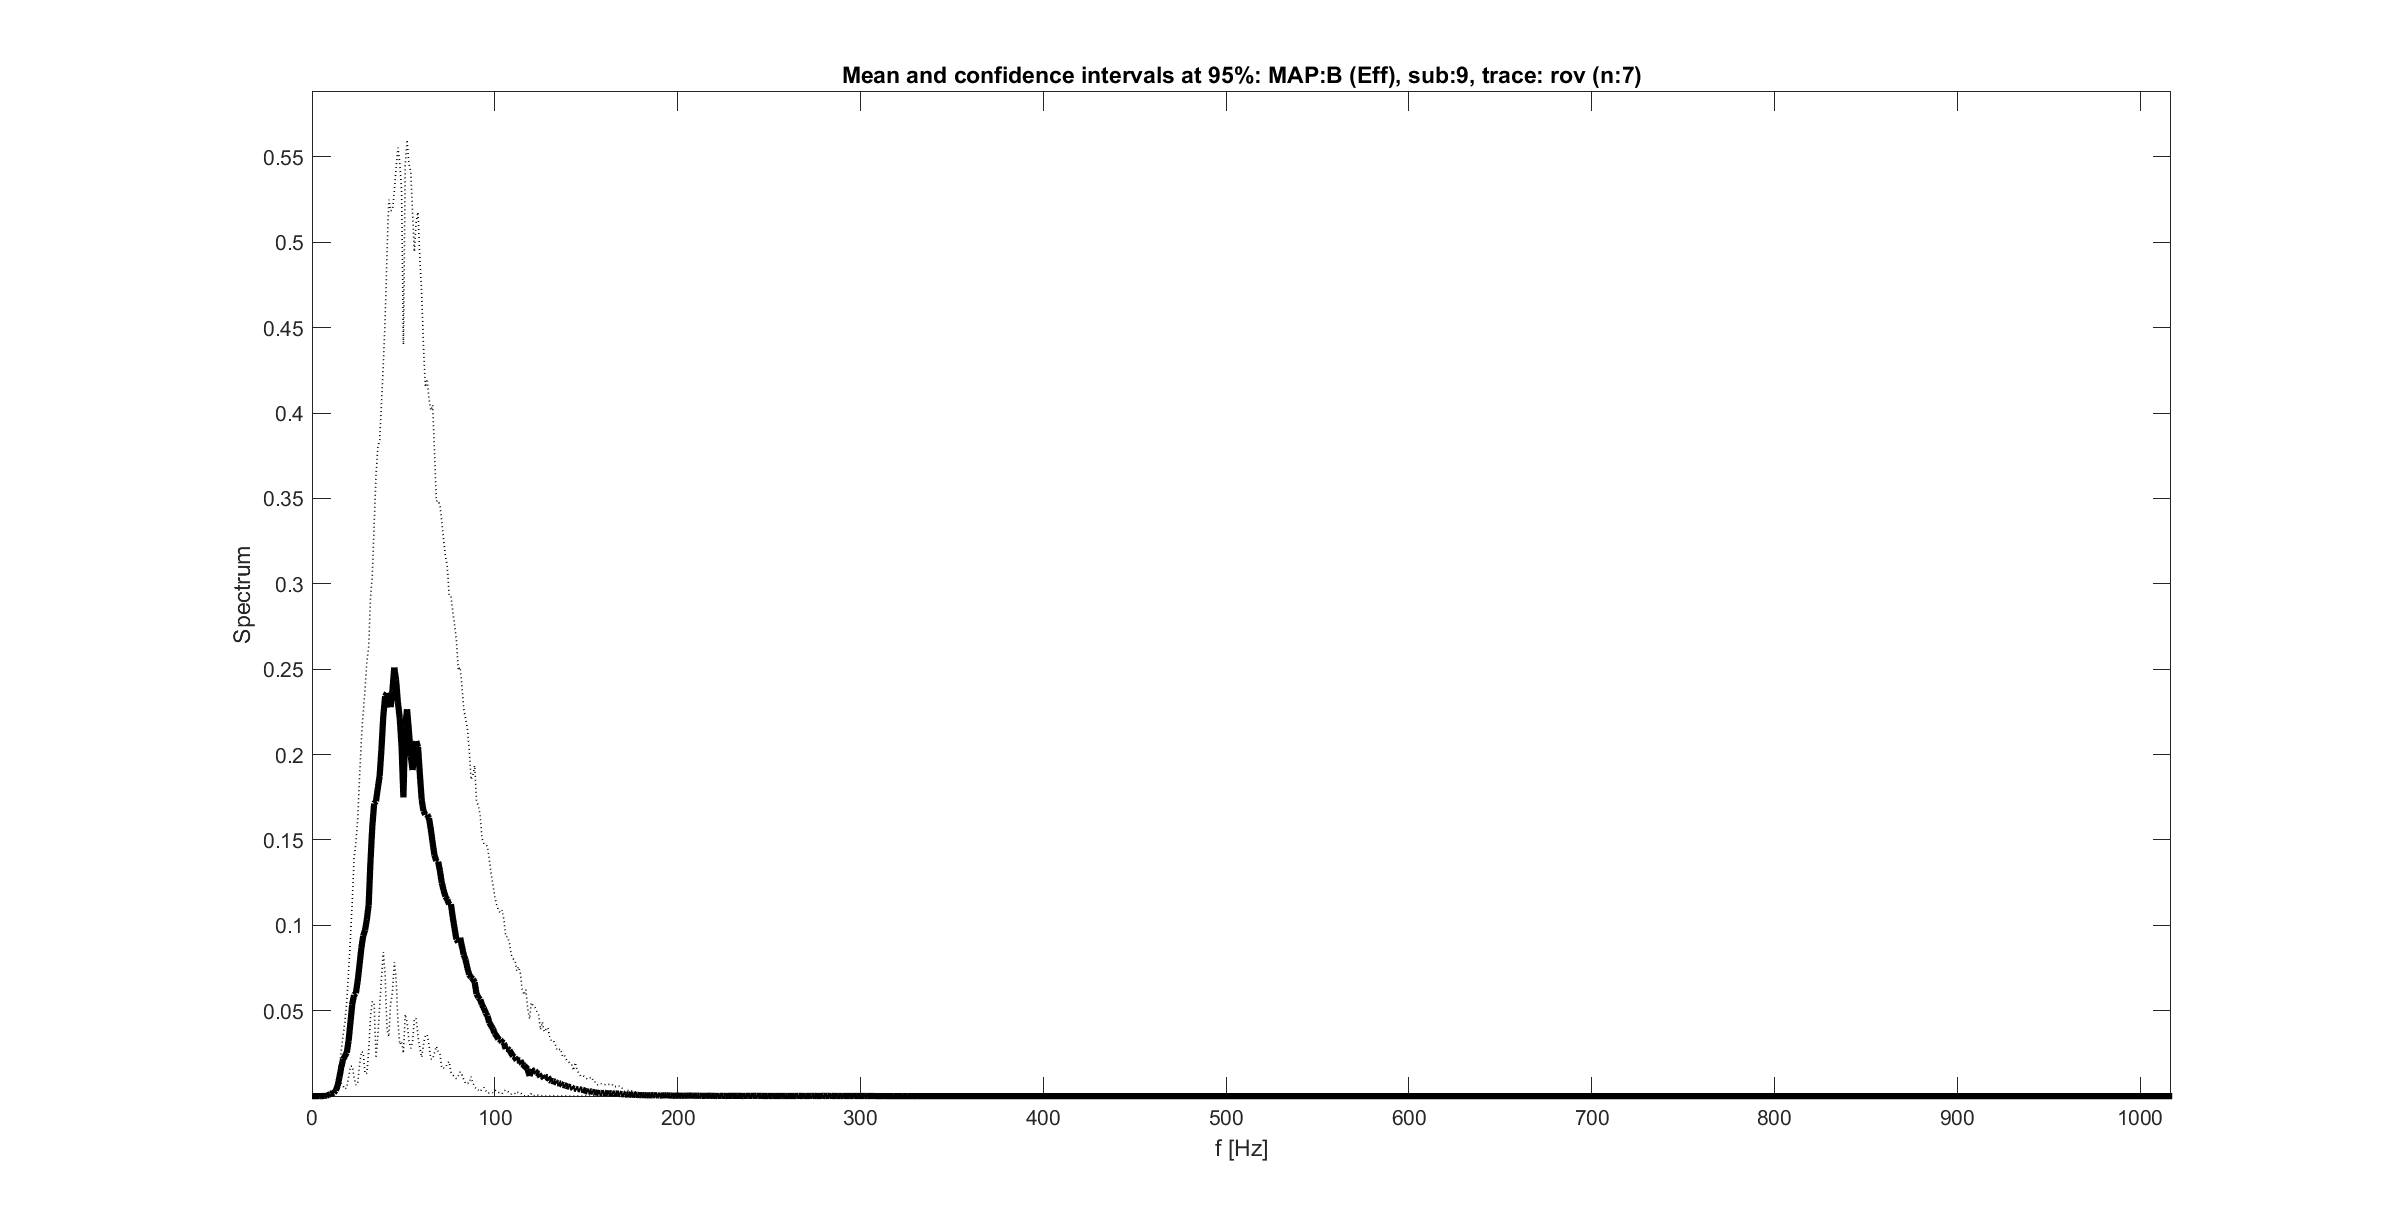 Mean and confidence intervals at 95%: MAP:B (Eff), sub:9, trace: rov (n:7)
0.55
0.5
0.45
0.4
0.35
0.3
0.25
0.2
0.15
0.1
0.05
Spectrum
0 100 200 300 400 500 600 700 800 900 1000
f [Hz]